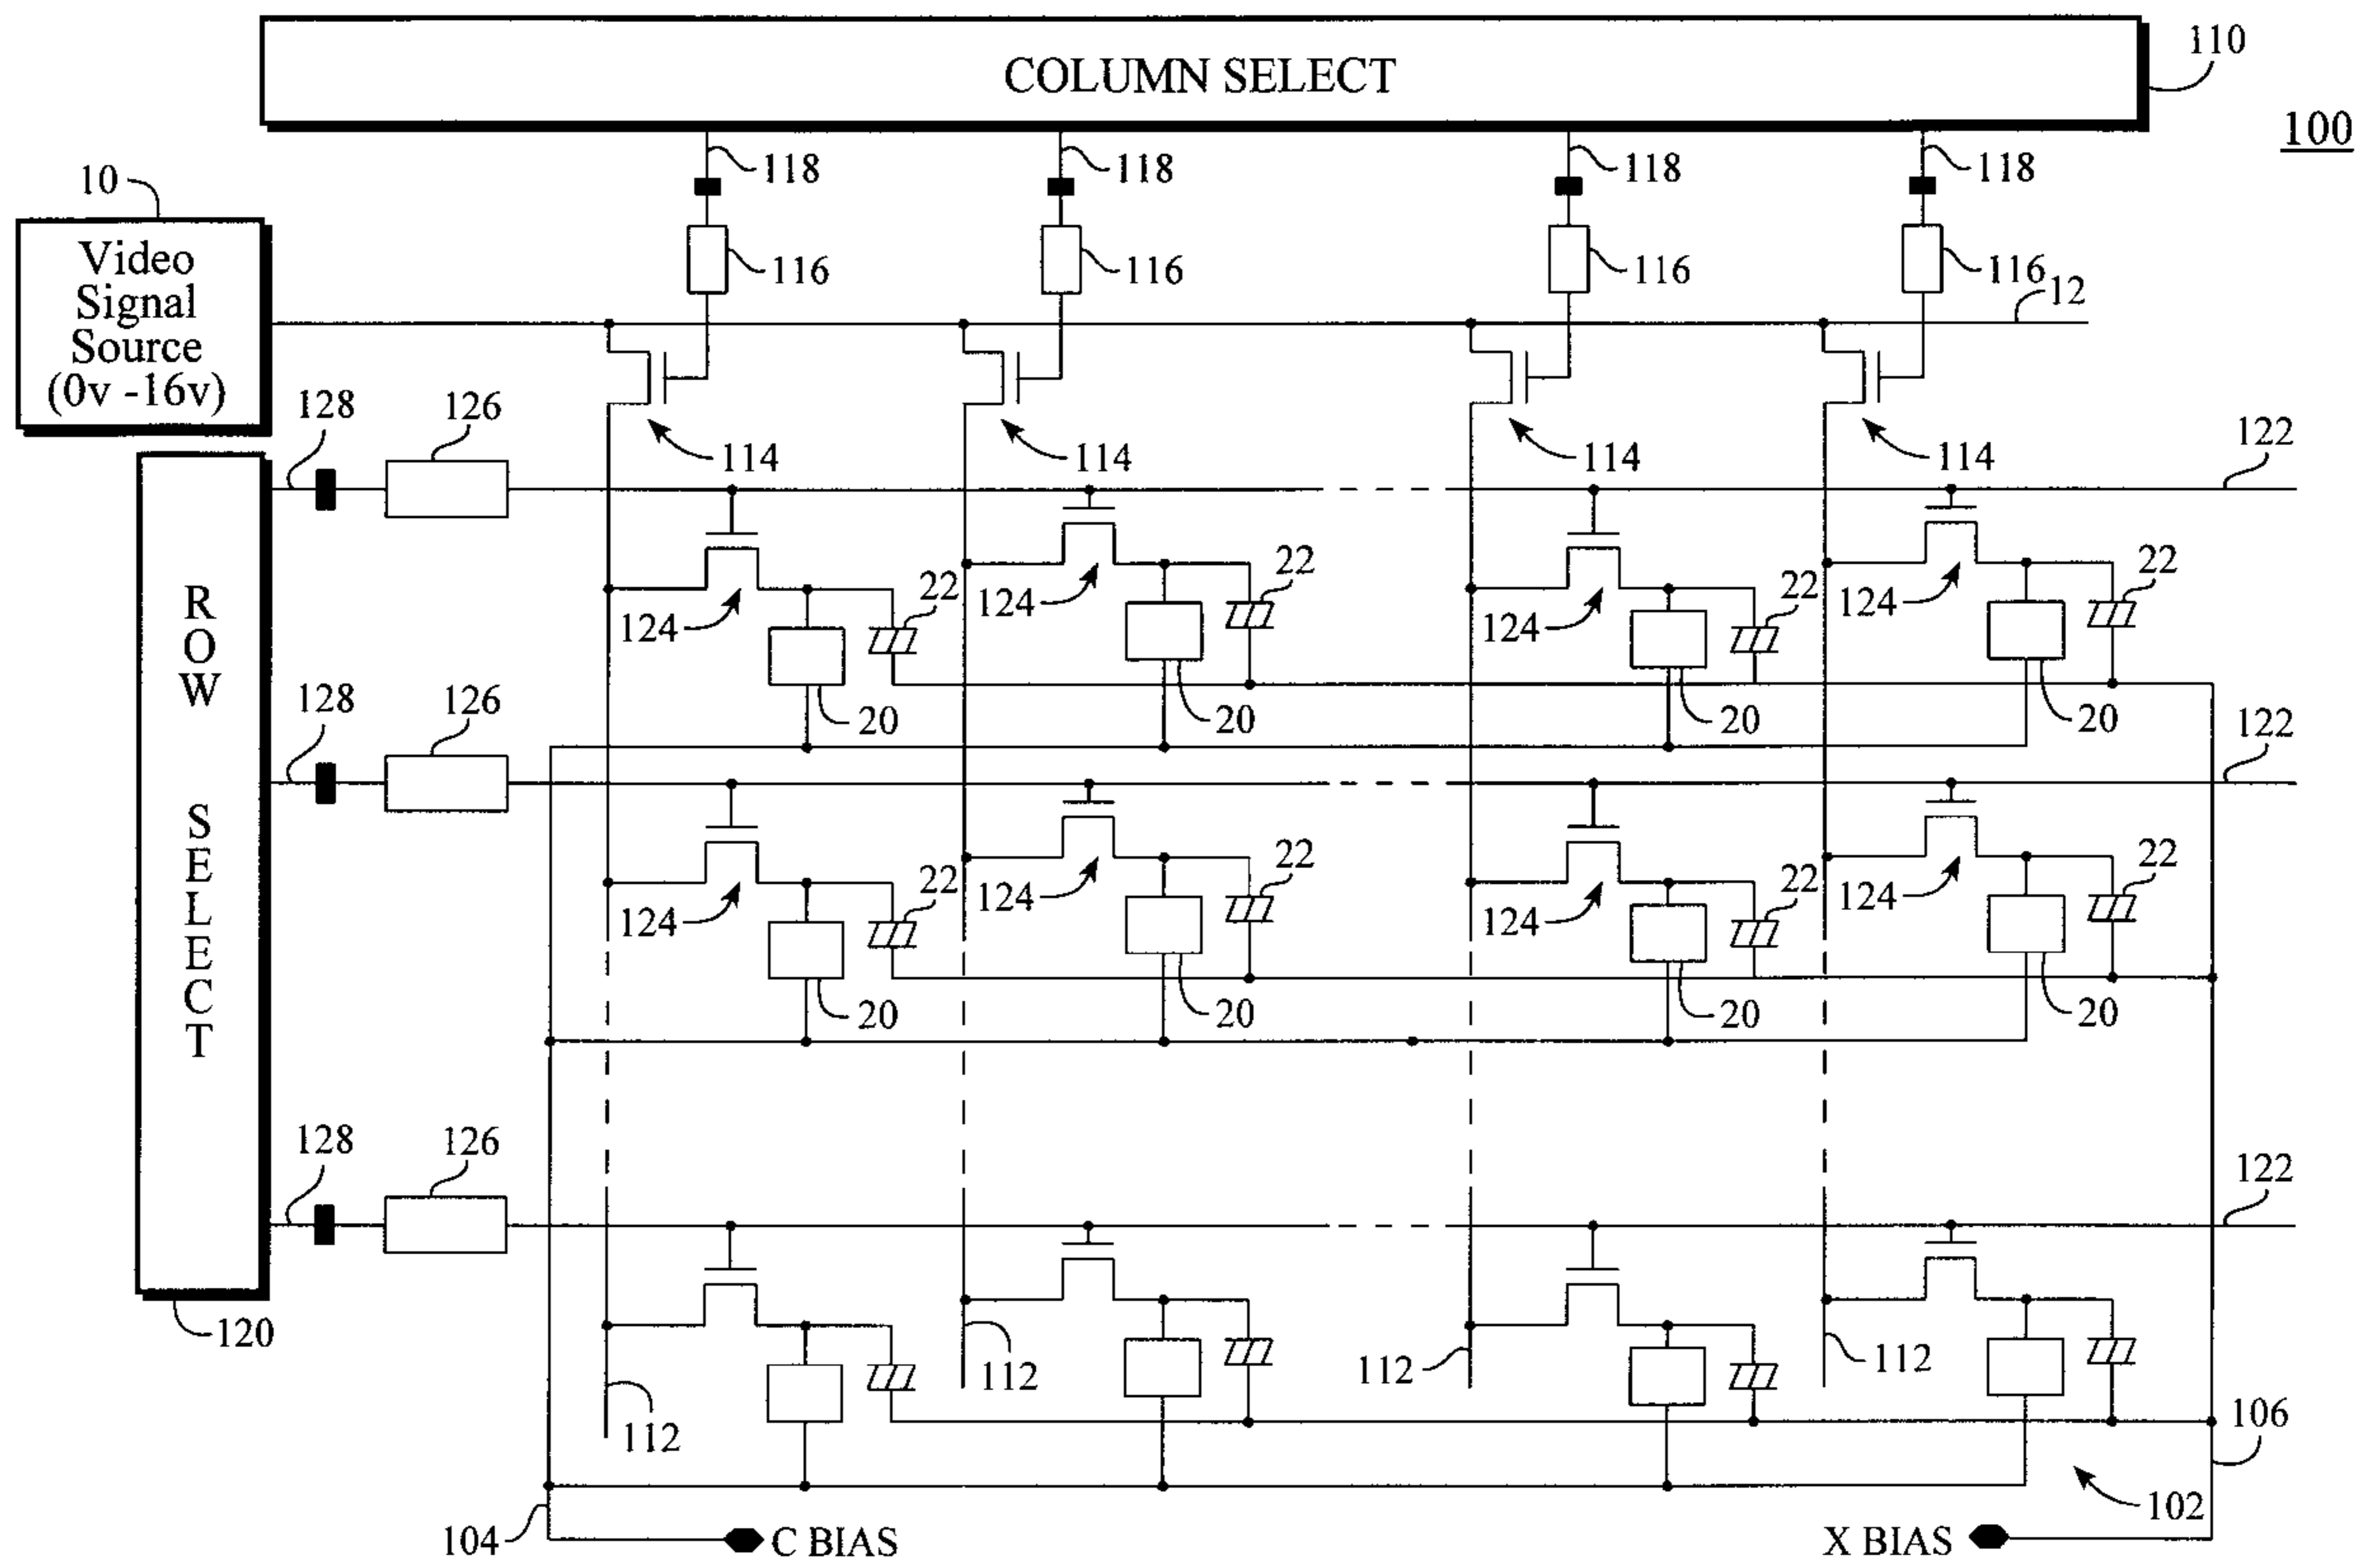 COLUMN SELECT
110
100
118 118 118 118
10
Video
Signal
Source
(0v -16v)
116 116 116 116
12
128 126
114 114 114 114
122
ROW SELECT
22 22 22 22
124 124 124 124
20 20 20 20
128 126
122
22 22 22 22
124 124 124 124
20 20 20 20
128 126
122
120
112 112 112 112
106
102
104
C BIAS
X BIAS